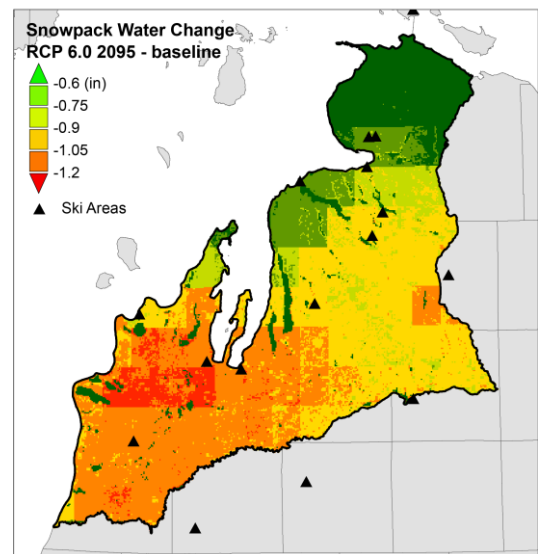 Snowpack Water Change
RCP 6.0 2095 - baseline
-0.6 (in)
-0.75
-0.9
-1.05
-1.2
Ski Areas